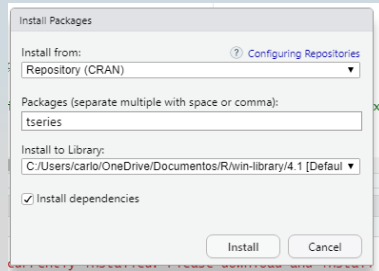 Install Packages
Install from:
? Configuring Repositories
Repository (CRAN)
Packages (separate multiple with space or comma):
tseries
Install to Library:
C:/Users/carlo/OneDrive/Documentos/R/win-library/4.1 [Defaul
Install dependencies
Install
Cancel